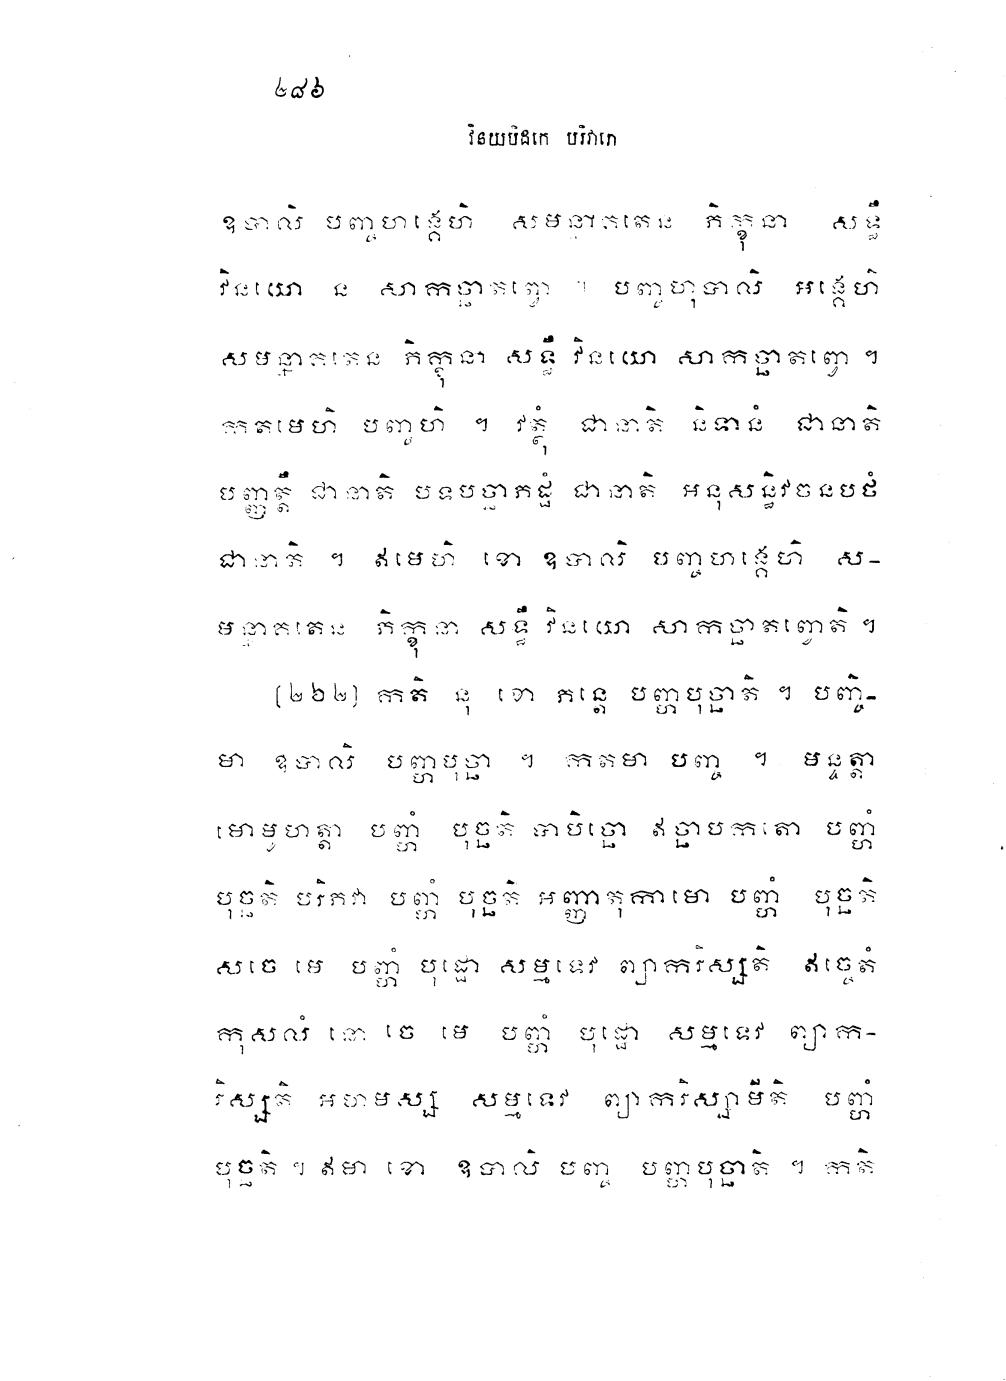 ២៨៦
វិនយបិដកេ បរិវារោ
ឧបាលិ បញ្ចហង្គេហិ សមន្នាគតេន ភិក្ខុនា សទ្ធឹ
វិនយោ ន សាកច្ឆាតព្វោ ។ បញ្ចហុបាលិ អង្គេហិ
សមន្នាគតេន ភិក្ខុនា សទ្ធឹ វិនយោ សាកច្ឆាតព្វោ ។
កតមេហិ បញ្ចហិ ។ វត្ថុំ ជានាតិ និទានំ ជានាតិ
បញ្ញត្តឹ ជានាតិ បទបច្ចាភដ្ឋំ ជានាតិ អនុសន្ធិវចនបថំ
ជានាតិ ។ ឥមេហិ ខោ ឧបាលិ បញ្ចហង្គេហិ ស-
មន្នាគតេន ភិក្ខុនា សទ្ធឹ វិនយោ សាកច្ឆាតព្វោតិ ។
(២៦២) កតិ នុ ខោ ភន្តេ បញ្ហបុច្ឆាតិ ។ បញ្ចិ-
មា ឧបាលិ បញ្ហបុច្ឆា ។ កតមា បញ្ច ។ មន្ទត្តា
មោមូហត្តា បញ្ហំ បុច្ឆតិ បាបិច្ឆោ ឥច្ឆាបកតោ បញ្ហំ
បុច្ឆតិ បរិភវា បញ្ហំ បុច្ឆតិ អញ្ញាតុកាមោ បញ្ហំ បុច្ឆតិ
សចេ មេ បញ្ហំ បុដ្ឋោ សម្មទេវ ព្យាករិស្សតិ ឥច្ចេតំ
កុសលំ នោ ចេ មេ បញ្ហំ បុដ្ឋោ សម្មទេវ ព្យាក-
រិស្សតិ អហមស្ស សម្មទេវ ព្យាករិស្សាមីតិ បញ្ហំ
បុច្ឆតិ ។ ឥមា ខោ ឧបាលិ បញ្ច បញ្ហបុច្ឆាតិ ។ កតិ